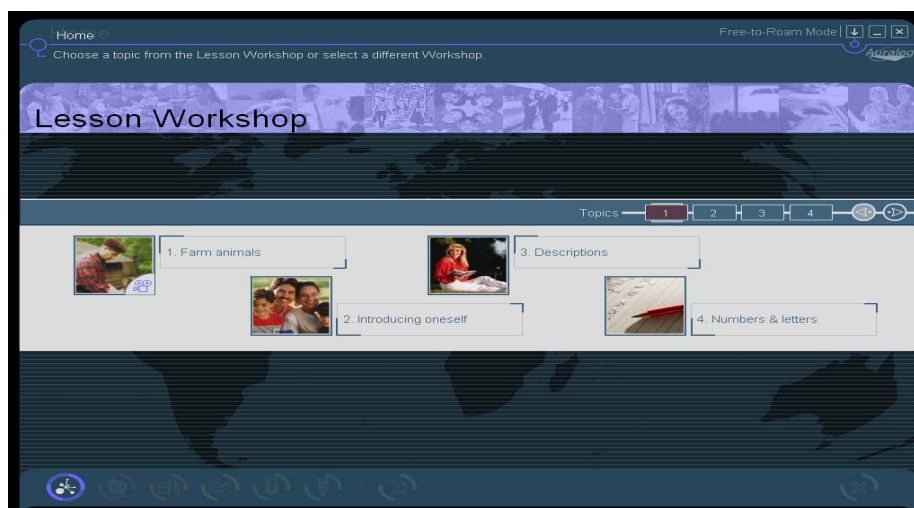 Home
Free-to-Roam Mode
Choose a topic from the Lesson Workshop or select a different Workshop.
Auralog
Lesson Workshop
Topics 1 2 3 4
1. Farm animals
3. Descriptions
2. Introducing oneself
4. Numbers & letters